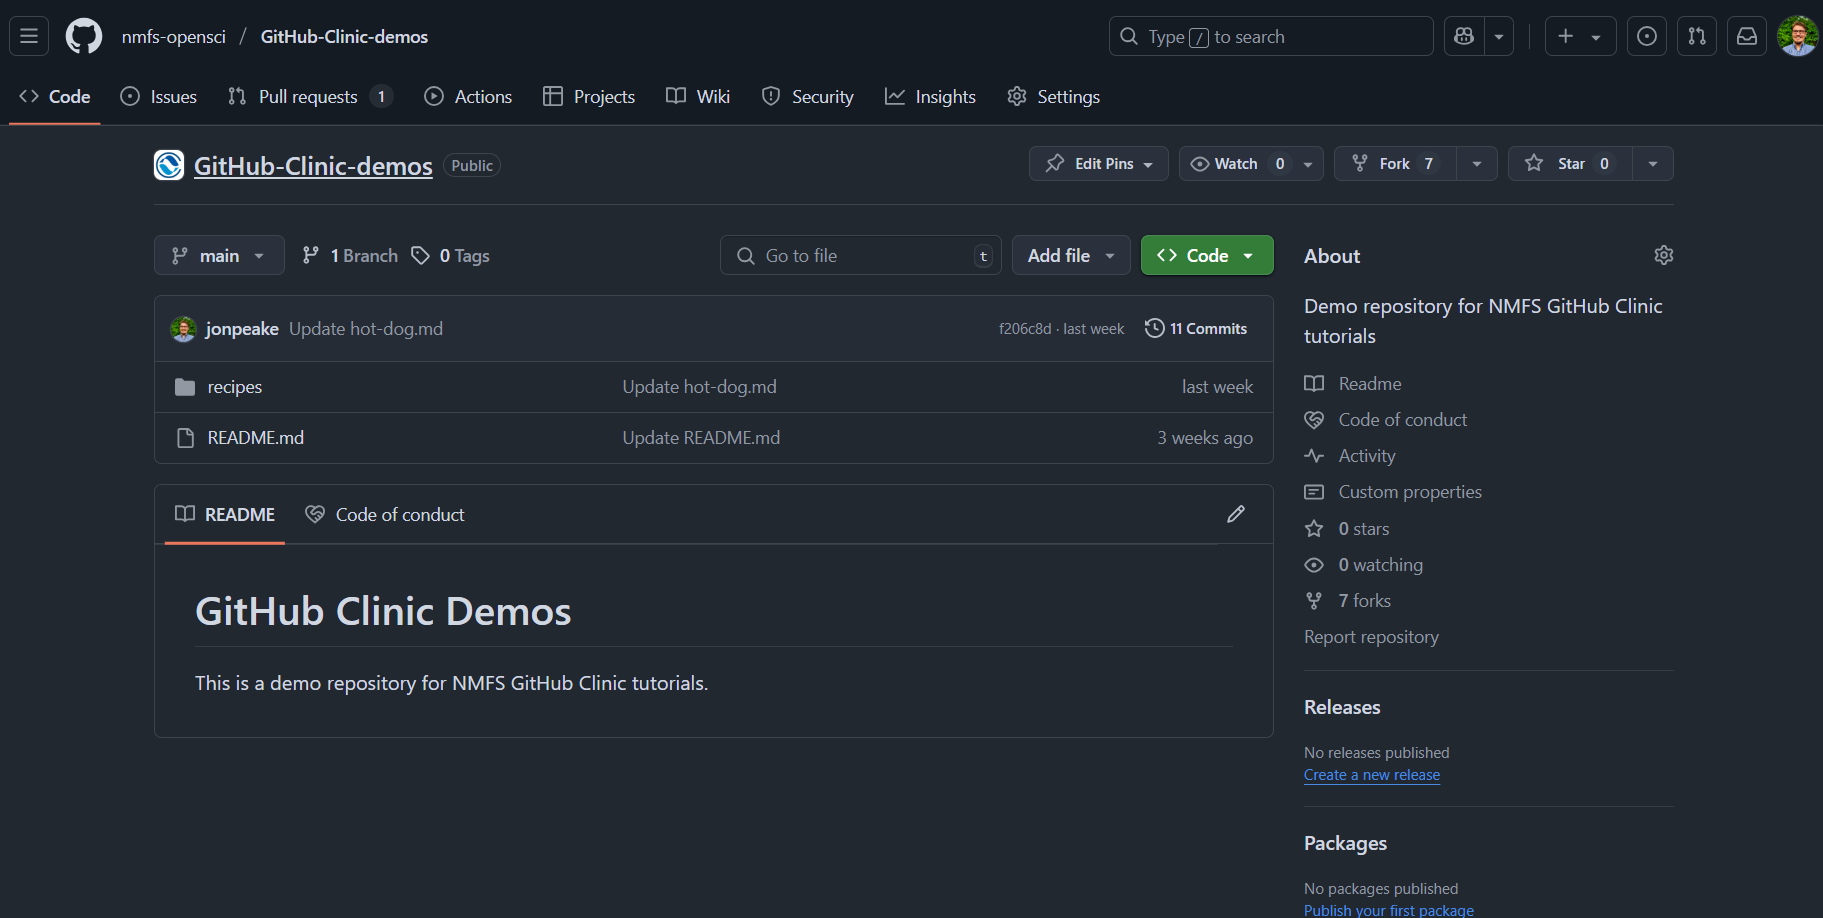 nmfs-opensci / GitHub-Clinic-demos
Type / to search
Code
Issues
Pull requests 1
Actions
Projects
Wiki
Security
Insights
Settings
GitHub-Clinic-demos Public
Edit Pins
Watch 0
Fork 7
Star 0
main
1 Branch
0 Tags
Go to file t
Add file
Code
jonpeake Update hot-dog.md f206c8d · last week 11 Commits
recipes Update hot-dog.md last week
README.md Update README.md 3 weeks ago
README
Code of conduct
GitHub Clinic Demos
This is a demo repository for NMFS GitHub Clinic tutorials.
About
Demo repository for NMFS GitHub Clinic
tutorials
Readme
Code of conduct
Activity
Custom properties
0 stars
0 watching
7 forks
Report repository
Releases
No releases published
Create a new release
Packages
No packages published
Publish your first package